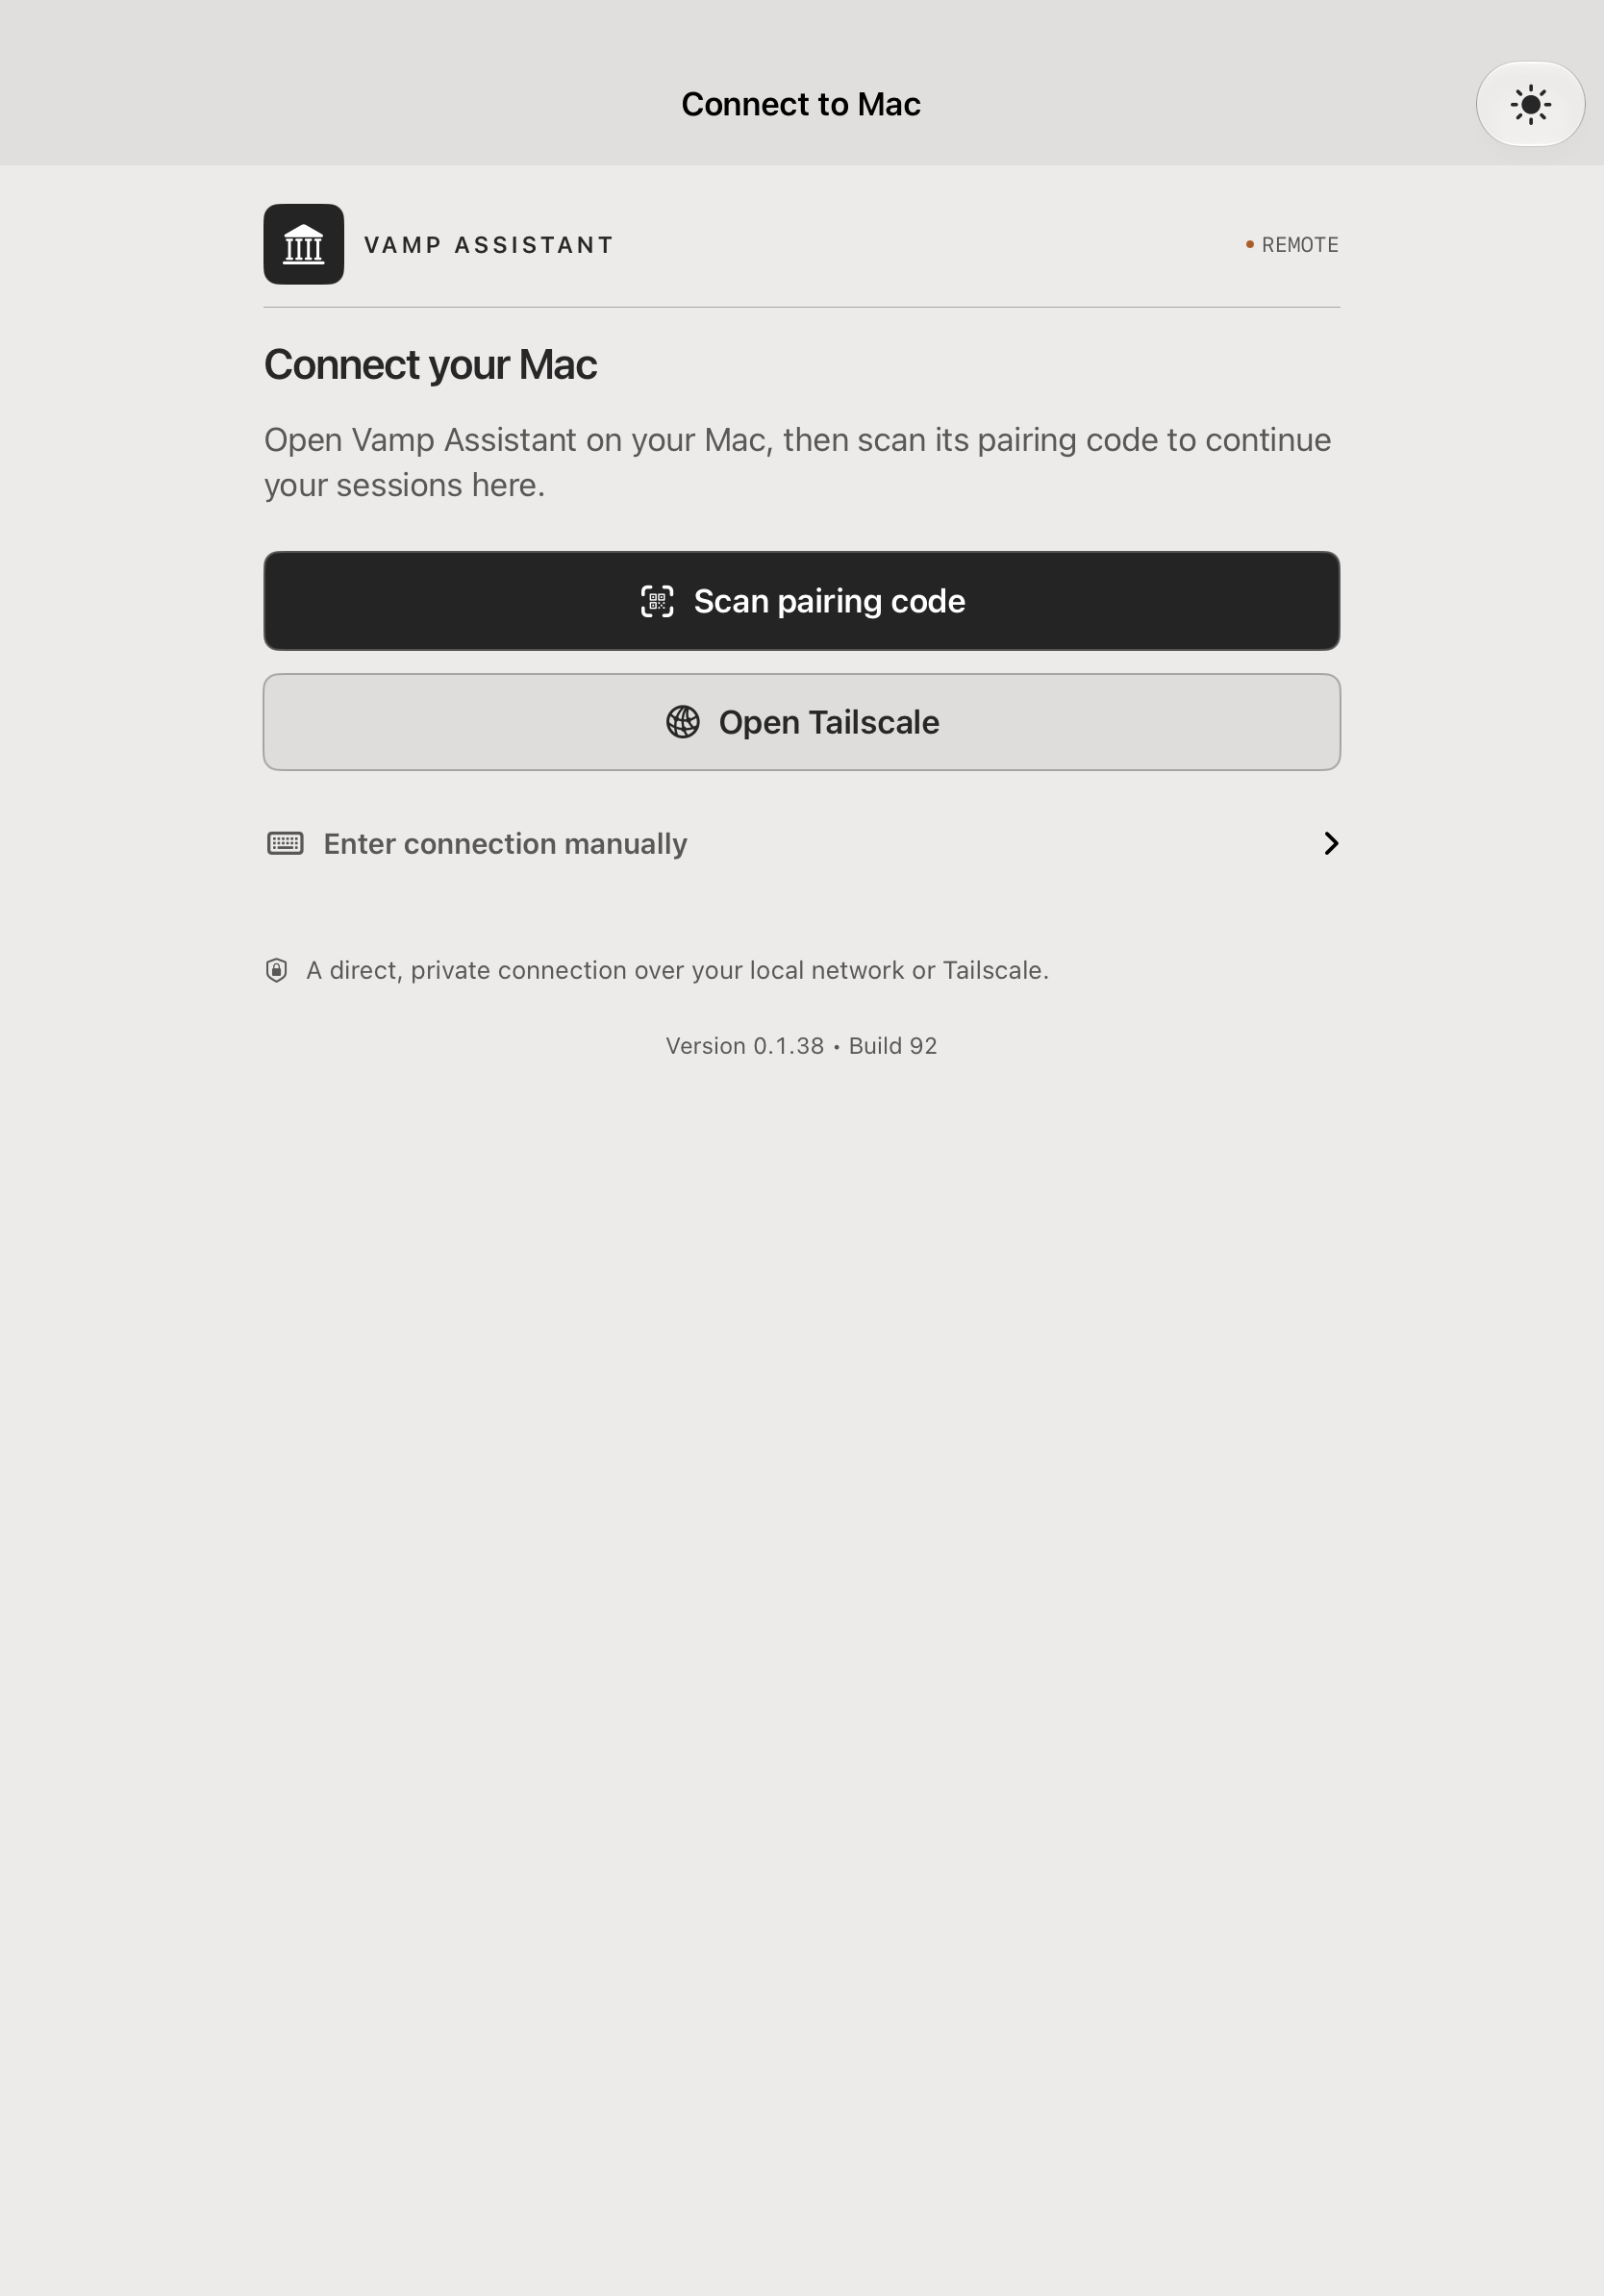 Connect to Mac
VAMP ASSISTANT
• REMOTE
Connect your Mac
Open Vamp Assistant on your Mac, then scan its pairing code to continue
your sessions here.
Scan pairing code
Open Tailscale
Enter connection manually
A direct, private connection over your local network or Tailscale.
Version 0.1.38 • Build 92